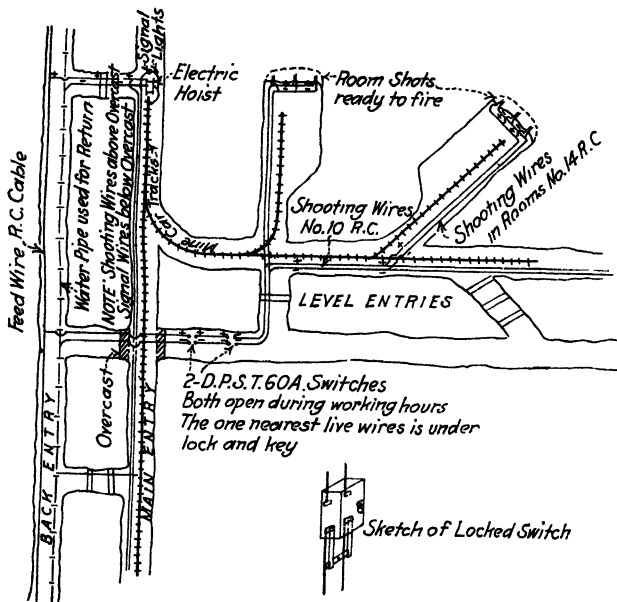 Signal
Lights
Electric
Hoist
Room Shots
ready to fire
Feed Wire, R.C. Cable
Water Pipe used for Return
NOTE Shooting Wires above Overcast
Signal Wires below Overcast
Mine Car Tracks
Shooting Wires
No.10 R.C.
Shooting Wires
in Rooms No.14 R.C
LEVEL ENTRIES
Overcast
2-D.P.S.T. 60A. Switches
Both open during working hours
The one nearest live wires is under
lock and key
BACK ENTRY
MAIN ENTRY
Sketch of Locked Switch